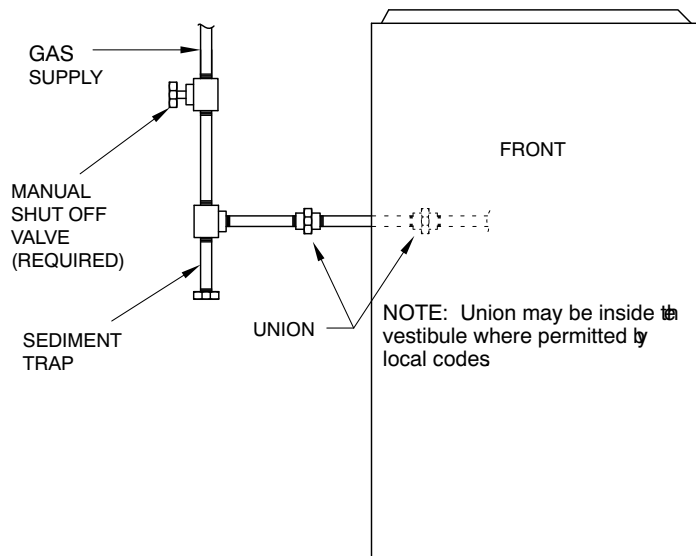 GAS
SUPPLY
FRONT
MANUAL
SHUT OFF
VALVE
(REQUIRED)
SEDIMENT
TRAP
UNION
NOTE: Union may be inside the
vestibule where permitted by
local codes.